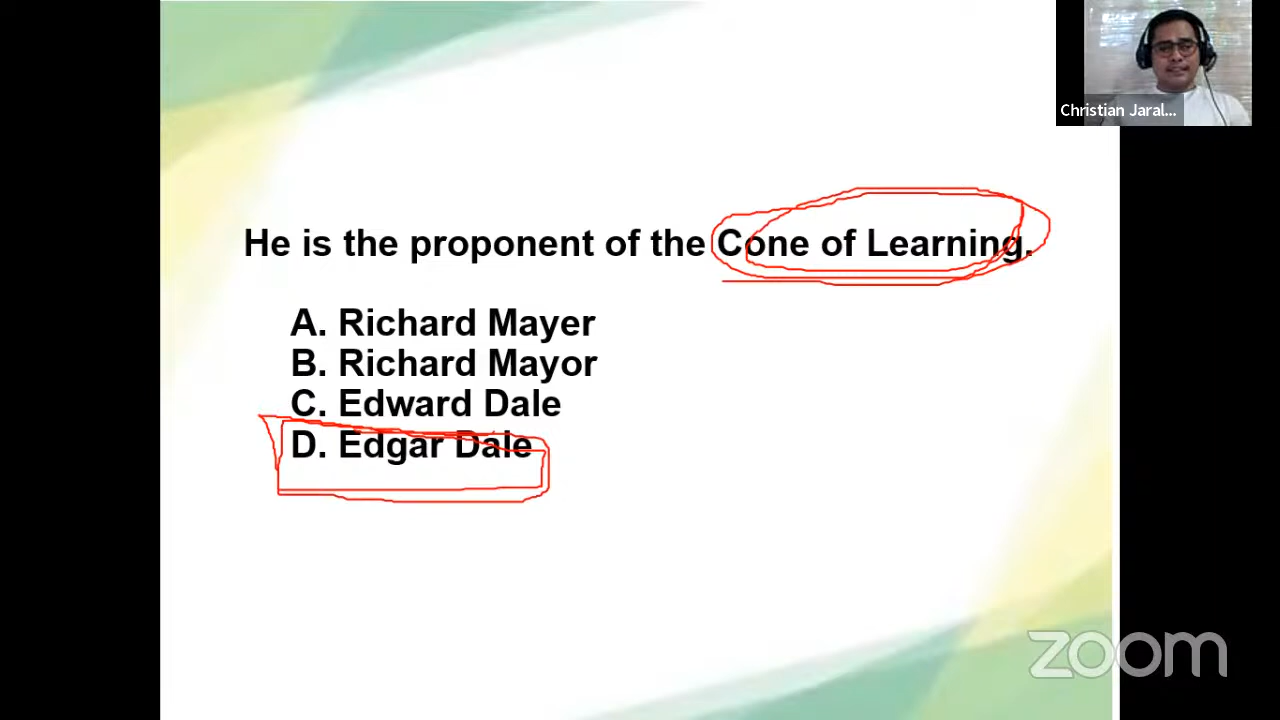 Christian Jaral...
He is the proponent of the Cone of Learning.
A. Richard Mayer
B. Richard Mayor
C. Edward Dale
D. Edgar Dale
zoom